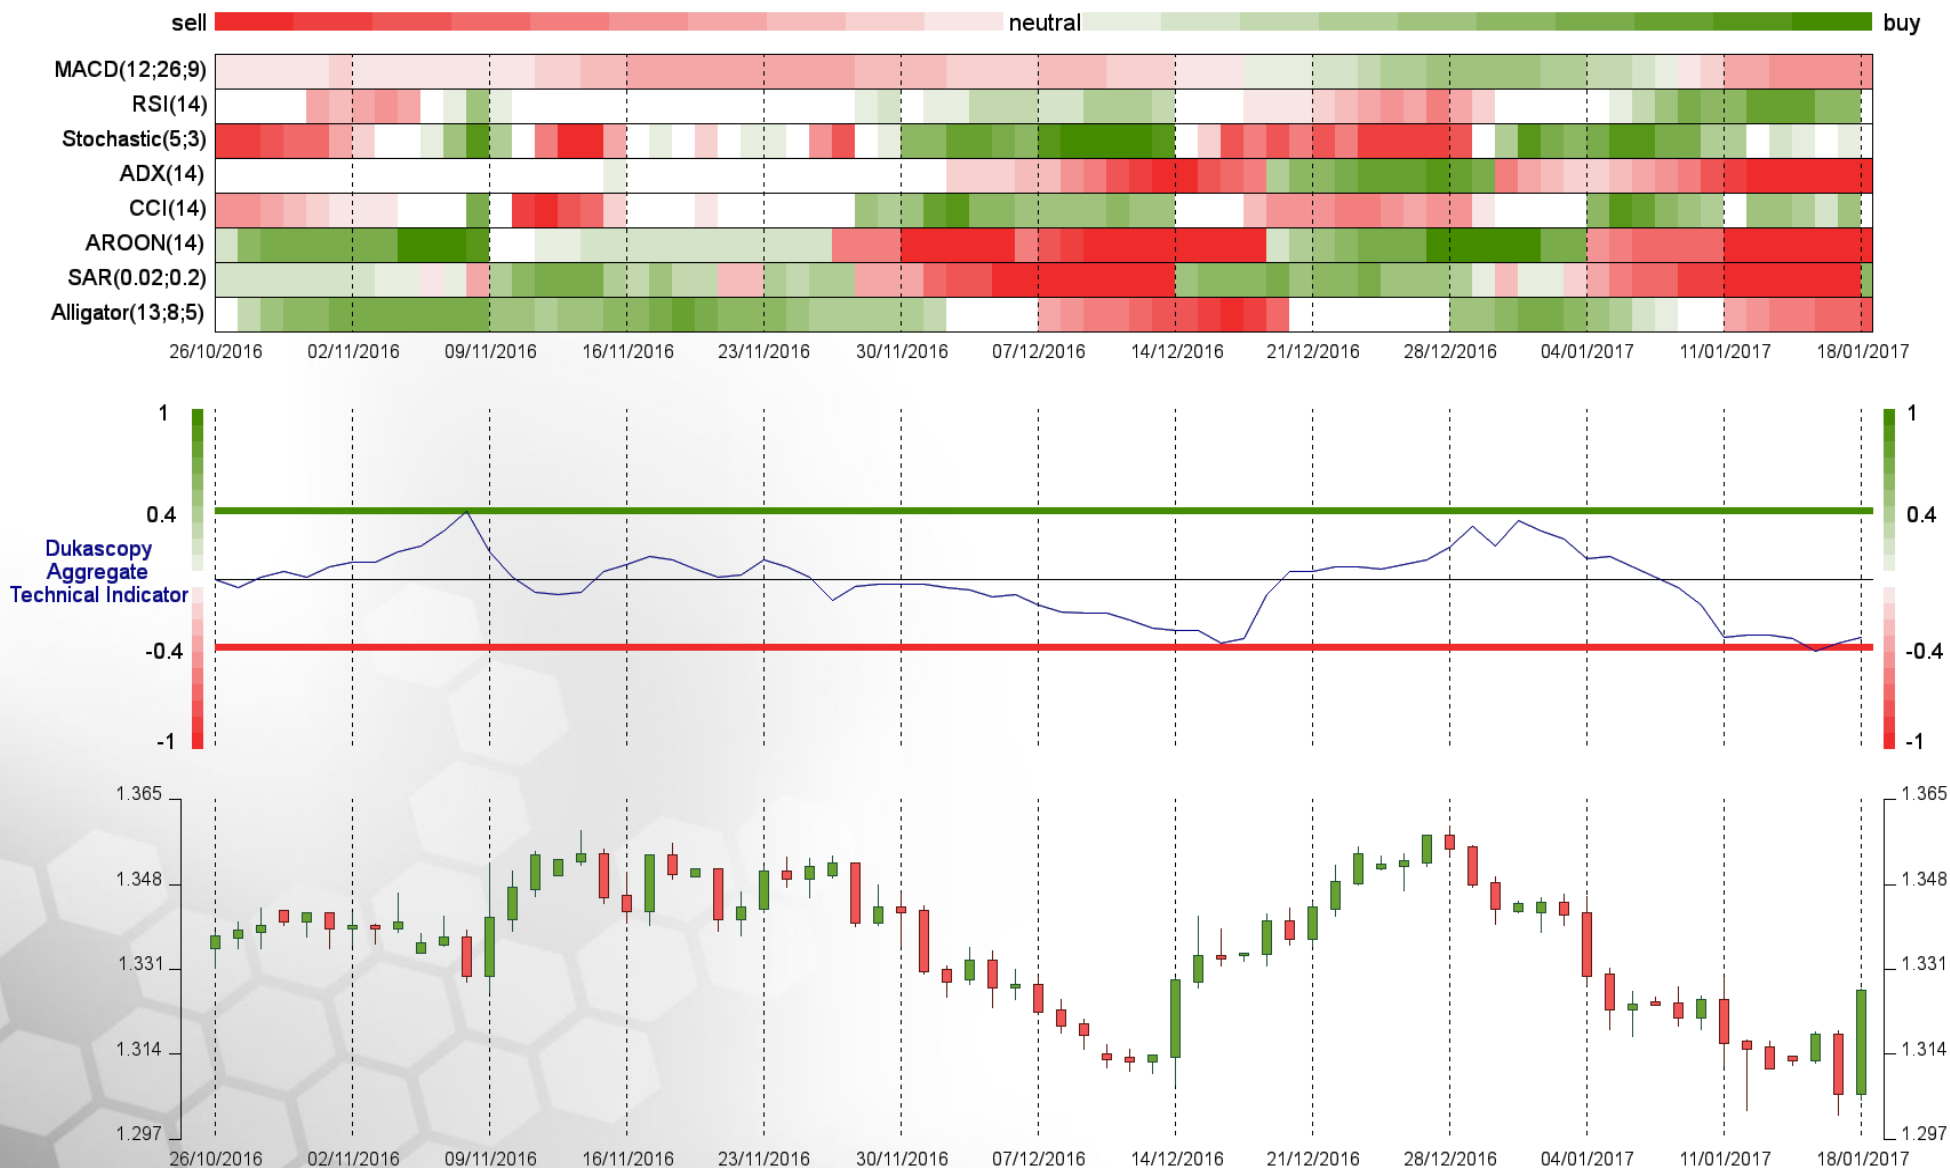 sell neutral buy
MACD(12;26;9)
RSI(14)
Stochastic(5;3)
ADX(14)
CCI(14)
AROON(14)
SAR(0.02;0.2)
Alligator(13;8;5)
26/10/2016 02/11/2016 09/11/2016 16/11/2016 23/11/2016 30/11/2016 07/12/2016 14/12/2016 21/12/2016 28/12/2016 04/01/2017 11/01/2017 18/01/2017
1 1
0.4 0.4
Dukascopy
Aggregate
Technical Indicator
-0.4 -0.4
-1 -1
1.365 1.365
1.348 1.348
1.331 1.331
1.314 1.314
1.297 1.297
26/10/2016 02/11/2016 09/11/2016 16/11/2016 23/11/2016 30/11/2016 07/12/2016 14/12/2016 21/12/2016 28/12/2016 04/01/2017 11/01/2017 18/01/2017